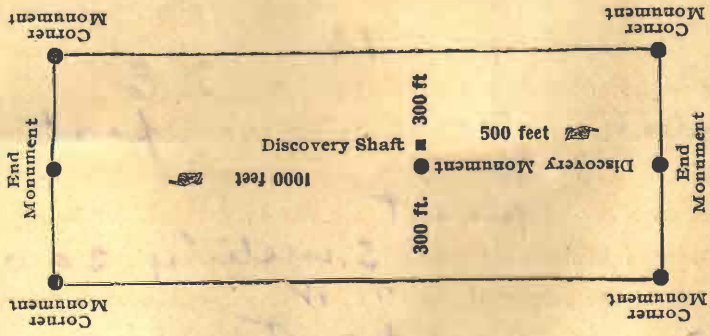 Corner
Monument
Corner
Monument
End
Monument
300 ft
500 feet
Discovery Shaft
Discovery Monument
1000 feet
300 ft.
End
Monument
Corner
Monument
Corner
Monument